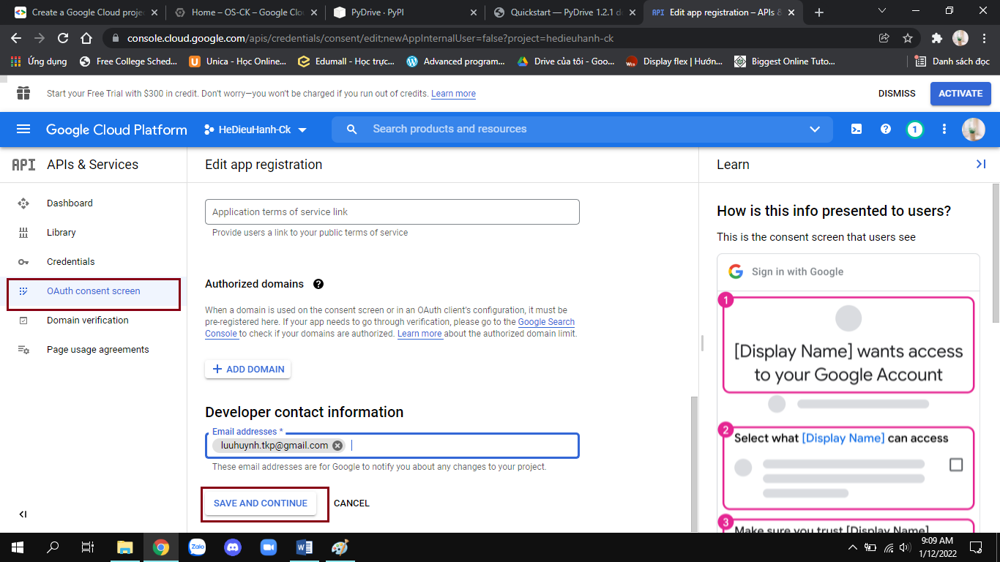 Create a Google Cloud projec
Home – OS-CK – Google Clou
PyDrive · PyPI
Quickstart — PyDrive 1.2.1 d
Edit app registration – APIs &
console.cloud.google.com/apis/credentials/consent/edit;newAppInternalUser=false?project=hedieuhanh-ck
Ứng dụng
Free College Sched...
Unica - Học Online...
Edumall - Học trực...
Advanced program...
Drive của tôi - Goo...
Display flex | Hướn...
Biggest Online Tuto...
Danh sách đọc
Start your Free Trial with $300 in credit. Don't worry—you won't be charged if you run out of credits. Learn more
DISMISS
ACTIVATE
Google Cloud Platform
HeDieuHanh-Ck
Search products and resources
1
API
APIs & Services
Dashboard
Library
Credentials
OAuth consent screen
Domain verification
Page usage agreements
Edit app registration
Application terms of service link
Provide users a link to your public terms of service
Authorized domains
When a domain is used on the consent screen or in an OAuth client's configuration, it must be
pre-registered here. If your app needs to go through verification, please go to the Google Search
Console to check if your domains are authorized. Learn more about the authorized domain limit.
ADD DOMAIN
Developer contact information
Email addresses *
luuhuynh.tkp@gmail.com
These email addresses are for Google to notify you about any changes to your project.
SAVE AND CONTINUE
CANCEL
Learn
How is this info presented to users?
This is the consent screen that users see
Sign in with Google
1
[Display Name] wants access
to your Google Account
2
Select what [Display Name] can access
3
Make sure you trust [Display Name]
Zalo
9:09 AM
1/12/2022